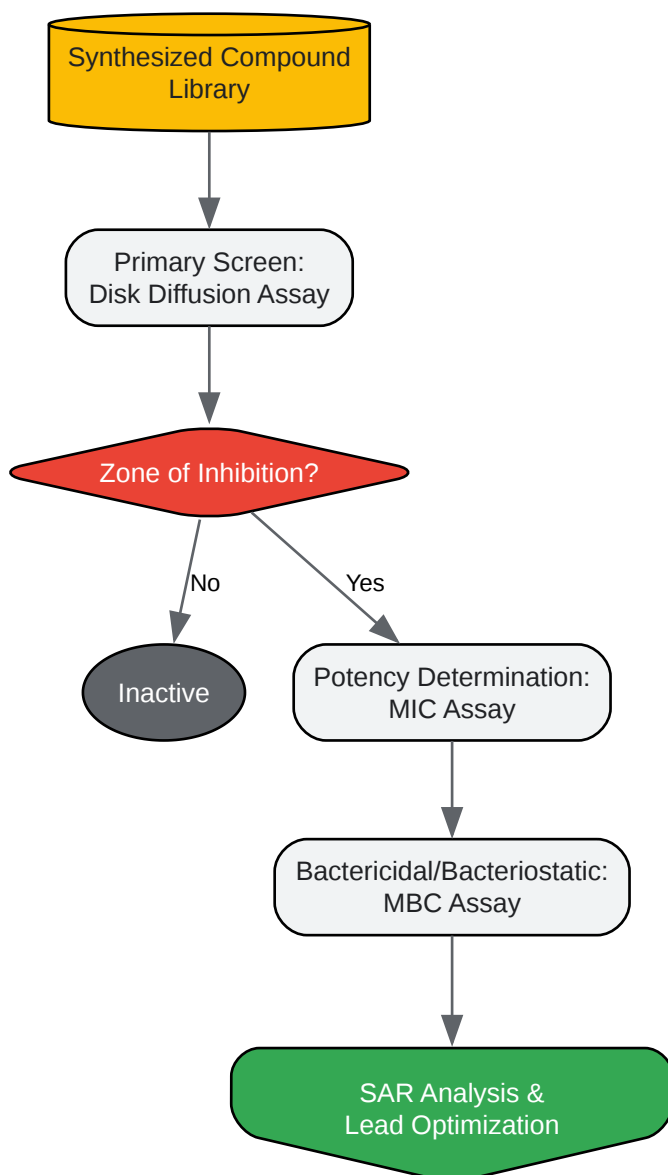 Synthesized Compound
Library
Primary Screen:
Disk Diffusion Assay
Zone of Inhibition?
No
Yes
Inactive
Potency Determination:
MIC Assay
Bactericidal/Bacteriostatic:
MBC Assay
SAR Analysis &
Lead Optimization